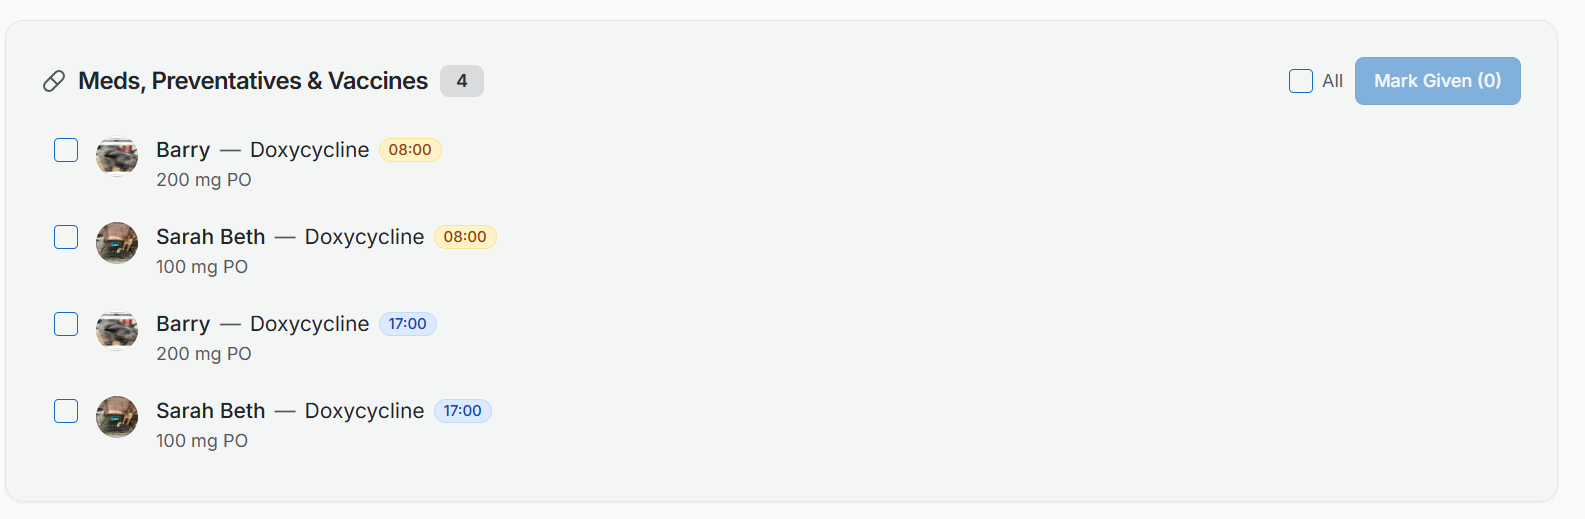 Meds, Preventatives & Vaccines 4 All Mark Given (0)
Barry — Doxycycline 08:00
200 mg PO
Sarah Beth — Doxycycline 08:00
100 mg PO
Barry — Doxycycline 17:00
200 mg PO
Sarah Beth — Doxycycline 17:00
100 mg PO